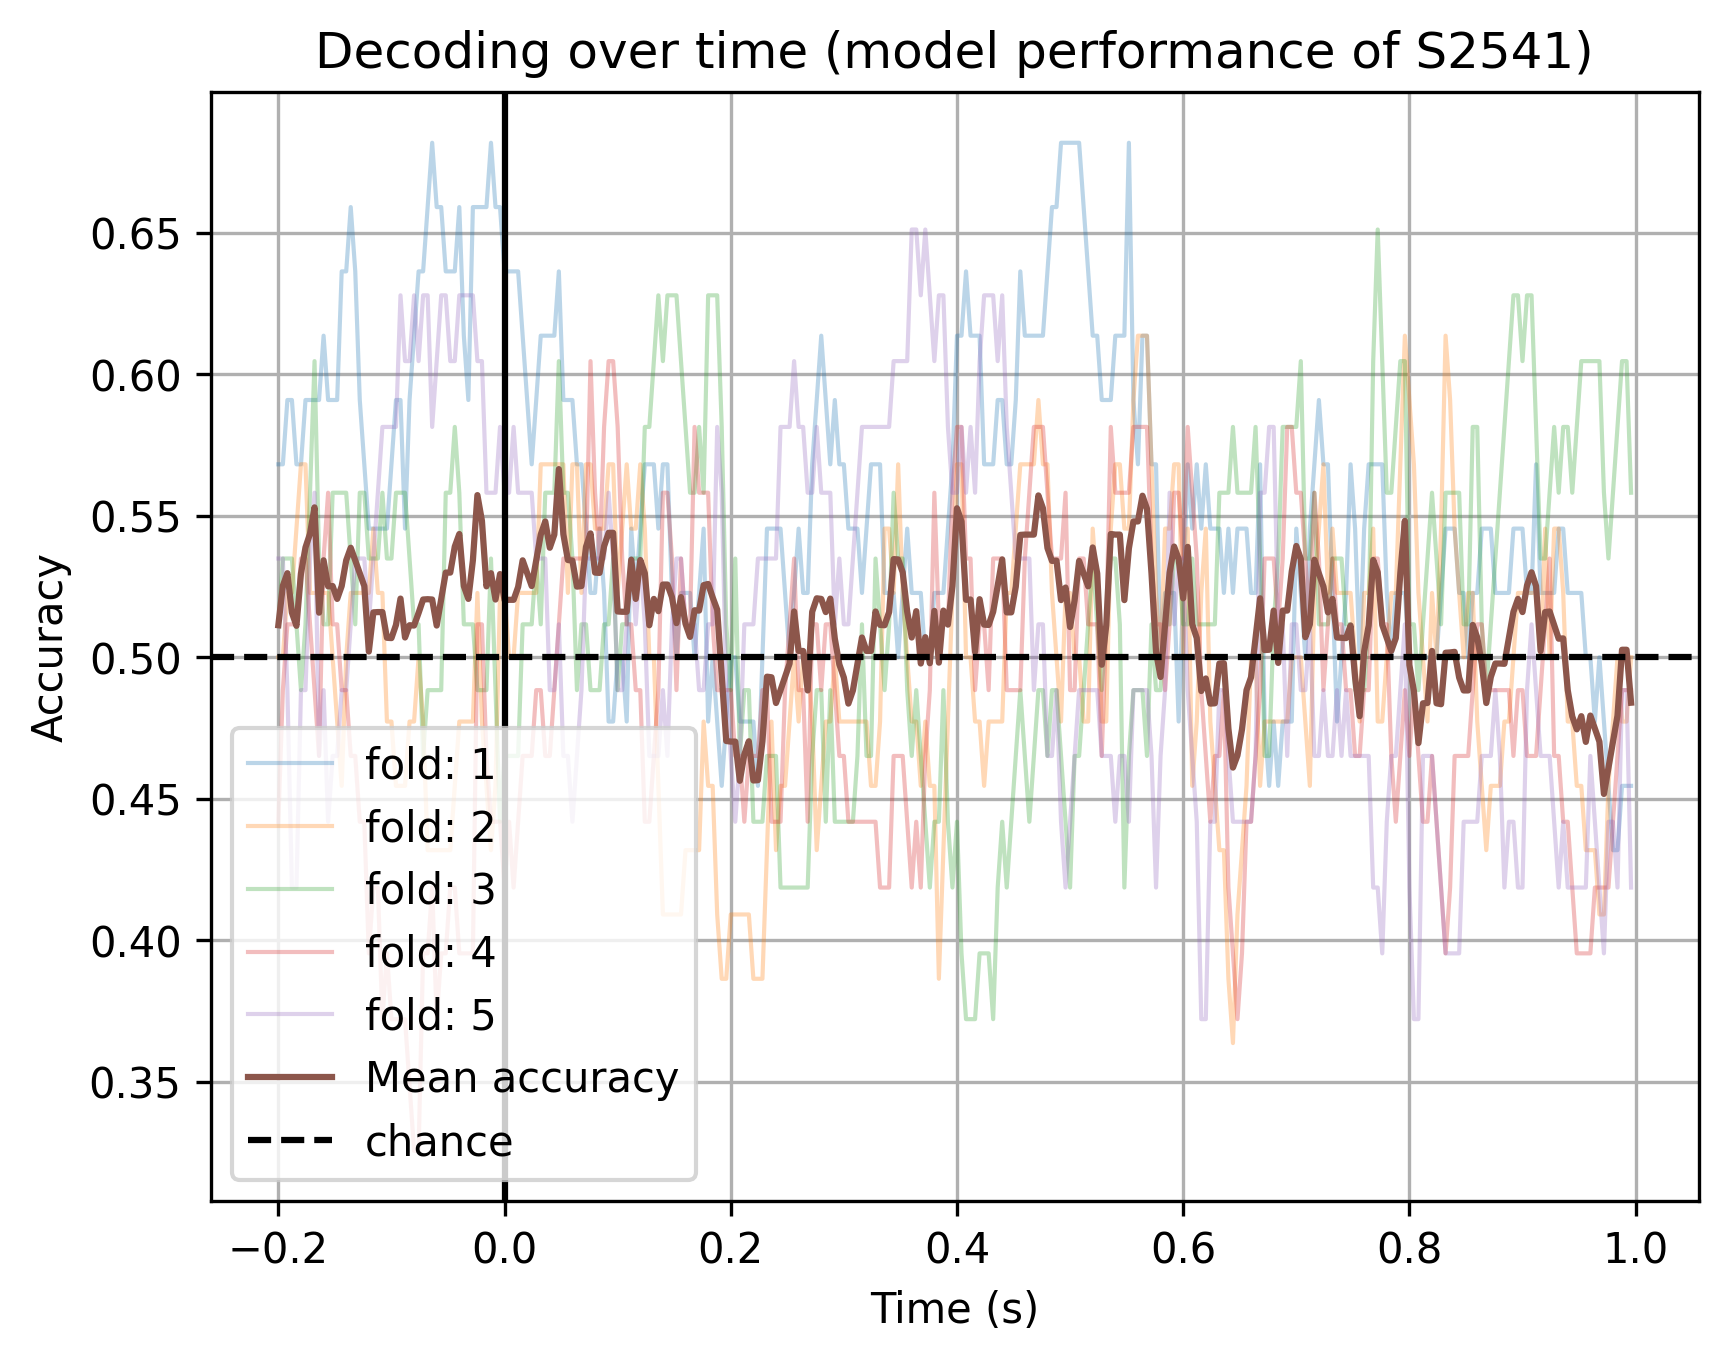 Decoding over time (model performance of S2541)
Accuracy
0.65
0.60
0.55
0.50
0.45
0.40
0.35
fold: 1
fold: 2
fold: 3
fold: 4
fold: 5
Mean accuracy
chance
−0.2 0.0 0.2 0.4 0.6 0.8 1.0
Time (s)